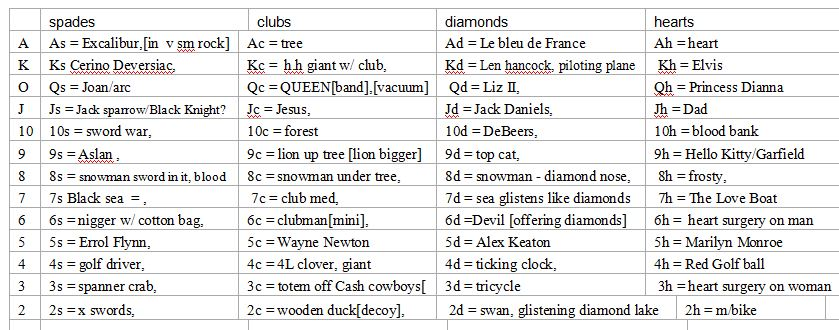 spades clubs diamonds hearts
A As = Excalibur,[in v sm rock] Ac = tree Ad = Le bleu de France Ah = heart
K Ks Cerino Deversiac, Kc = h.h giant w/ club, Kd = Len hancock, piloting plane Kh = Elvis
Q Qs = Joan/arc Qc = QUEEN[band],[vacuum] Qd = Liz II, Qh = Princess Dianna
J Js = Jack sparrow/Black Knight? Jc = Jesus, Jd = Jack Daniels, Jh = Dad
10 10s = sword war, 10c = forest 10d = DeBeers, 10h = blood bank
9 9s = Aslan , 9c = lion up tree [lion bigger] 9d = top cat, 9h = Hello Kitty/Garfield
8 8s = snowman sword in it, blood 8c = snowman under tree, 8d = snowman - diamond nose, 8h = frosty,
7 7s Black sea = , 7c = club med, 7d = sea glistens like diamonds 7h = The Love Boat
6 6s = nigger w/ cotton bag, 6c = clubman[mini], 6d =Devil [offering diamonds] 6h = heart surgery on man
5 5s = Errol Flynn, 5c = Wayne Newton 5d = Alex Keaton 5h = Marilyn Monroe
4 4s = golf driver, 4c = 4L clover, giant 4d = ticking clock, 4h = Red Golf ball
3 3s = spanner crab, 3c = totem off Cash cowboys[ 3d = tricycle 3h = heart surgery on woman
2 2s = x swords, 2c = wooden duck[decoy], 2d = swan, glistening diamond lake 2h = m/bike